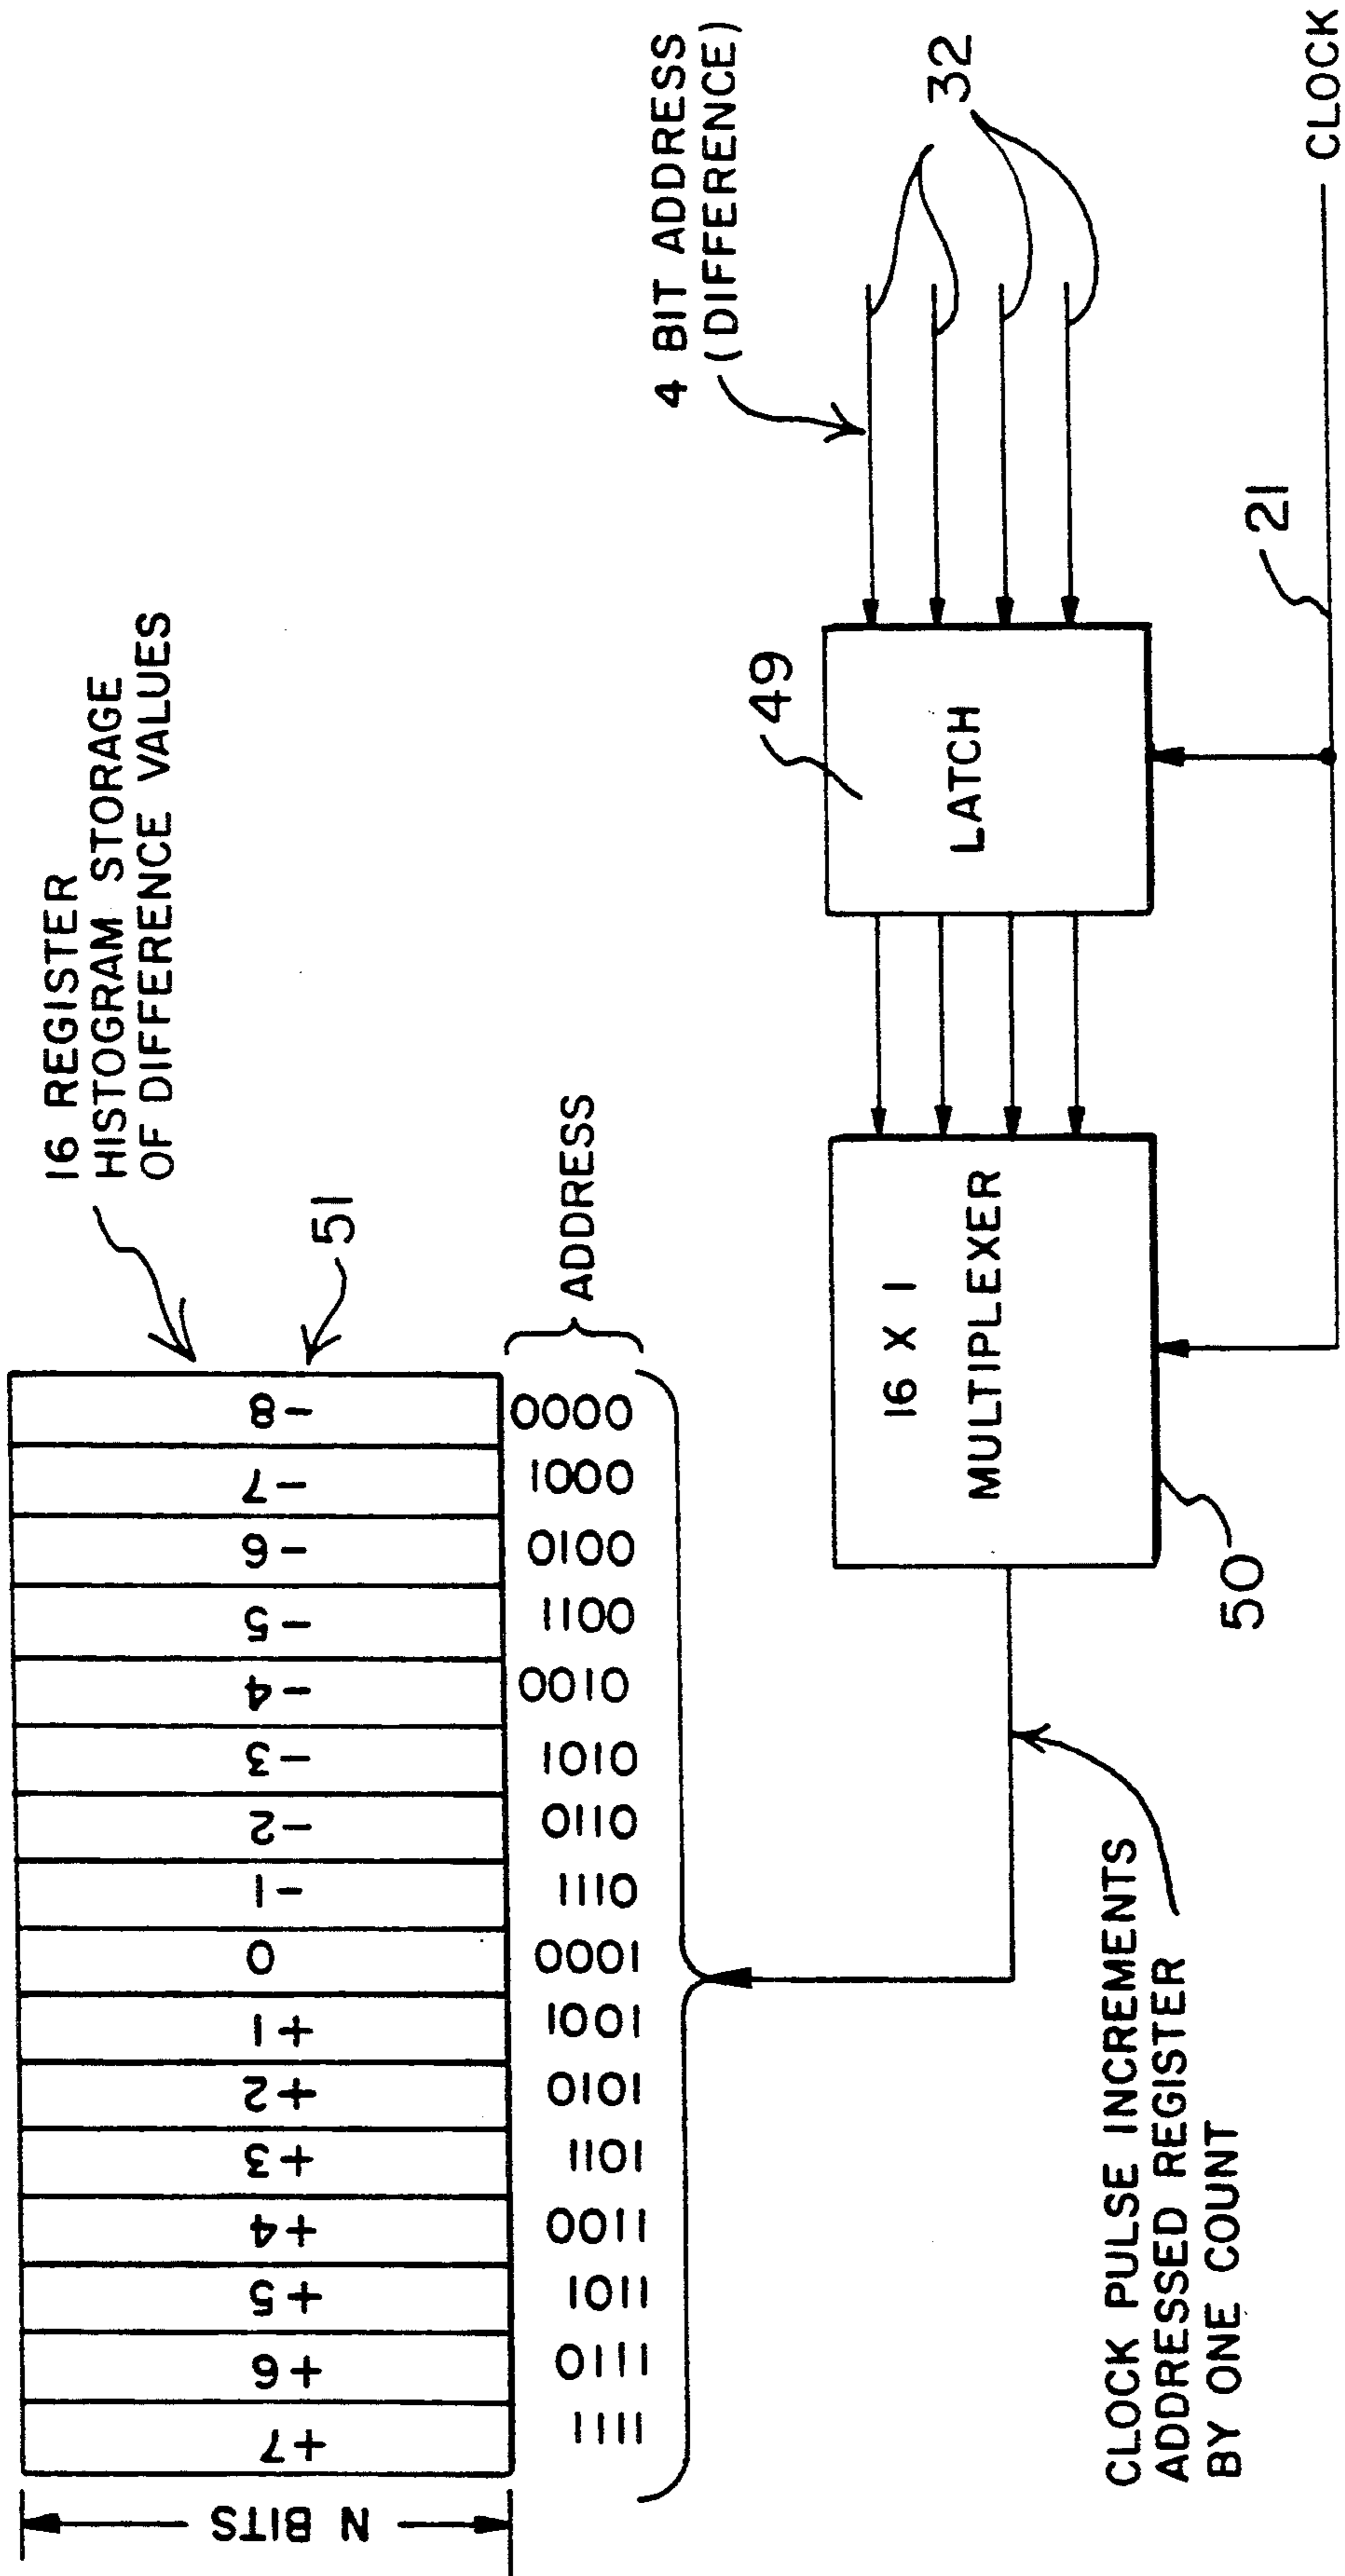 16 REGISTER
HISTOGRAM STORAGE
OF DIFFERENCE VALUES
51
N BITS
+7
+6
+5
+4
+3
+2
+1
0
-1
-2
-3
-4
-5
-6
-7
-8
1111
1110
1101
1100
1011
1010
1001
1000
0111
0110
0101
0100
0011
0010
0001
0000
ADDRESS
4 BIT ADDRESS
(DIFFERENCE)
32
49
LATCH
16 X 1
MULTIPLEXER
50
21
CLOCK
CLOCK PULSE INCREMENTS
ADDRESSED REGISTER
BY ONE COUNT